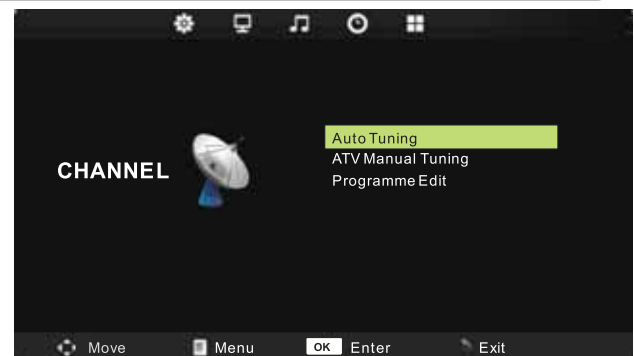 CHANNEL
Auto Tuning
ATV Manual Tuning
Programme Edit
Move Menu OK Enter Exit